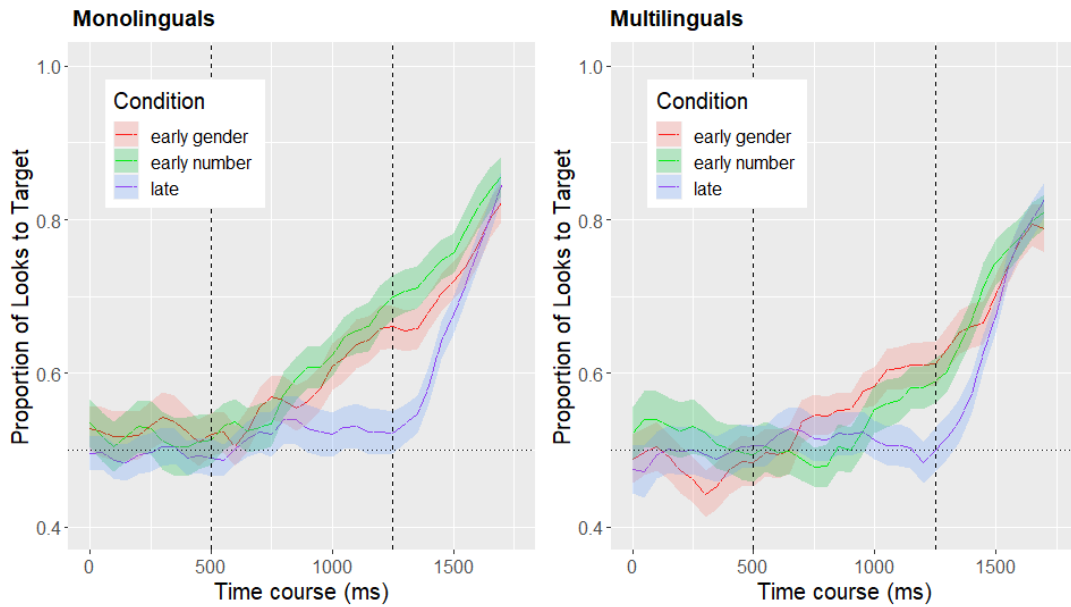 Monolinguals
Proportion of Looks to Target
1.0
0.8
0.6
0.4
Condition
early gender
early number
late
0
500
1000
1500
Time course (ms)
Multilinguals
Proportion of Looks to Target
1.0
0.8
0.6
0.4
Condition
early gender
early number
late
0
500
1000
1500
Time course (ms)